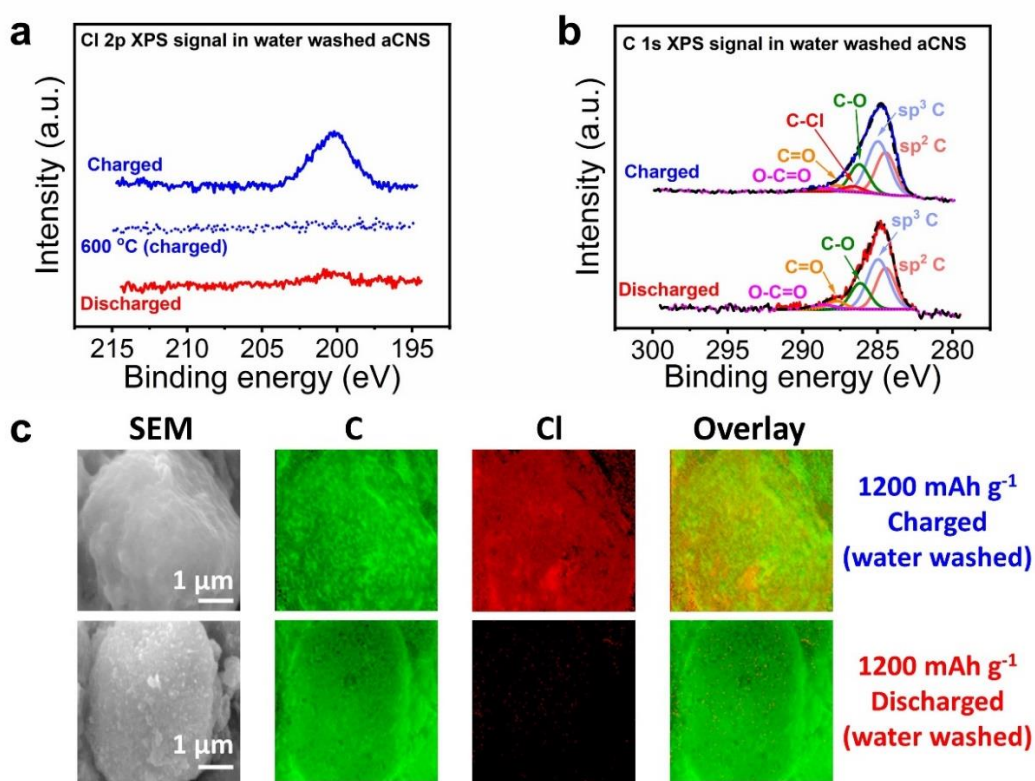 a
Cl 2p XPS signal in water washed aCNS
Intensity (a.u.)
Charged
600 °C (charged)
Discharged
215 210 205 200 195
Binding energy (eV)
b
C 1s XPS signal in water washed aCNS
Intensity (a.u.)
C-O
sp³ C
C-Cl
C=O
sp² C
O-C=O
Charged
C-O
sp³ C
C=O
sp² C
O-C=O
Discharged
300 295 290 285 280
Binding energy (eV)
c
SEM C Cl Overlay
1 µm
1200 mAh g⁻¹
Charged
(water washed)
1 µm
1200 mAh g⁻¹
Discharged
(water washed)